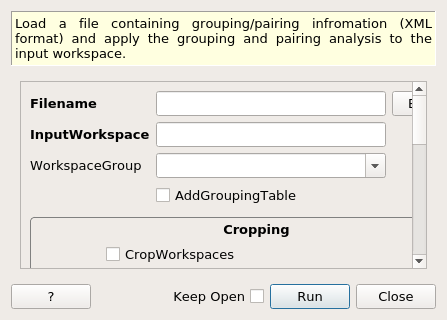 Load a file containing grouping/pairing infromation (XML
format) and apply the grouping and pairing analysis to the
input workspace.
Filename
InputWorkspace
WorkspaceGroup
AddGroupingTable
Cropping
CropWorkspaces
? Keep Open Run Close